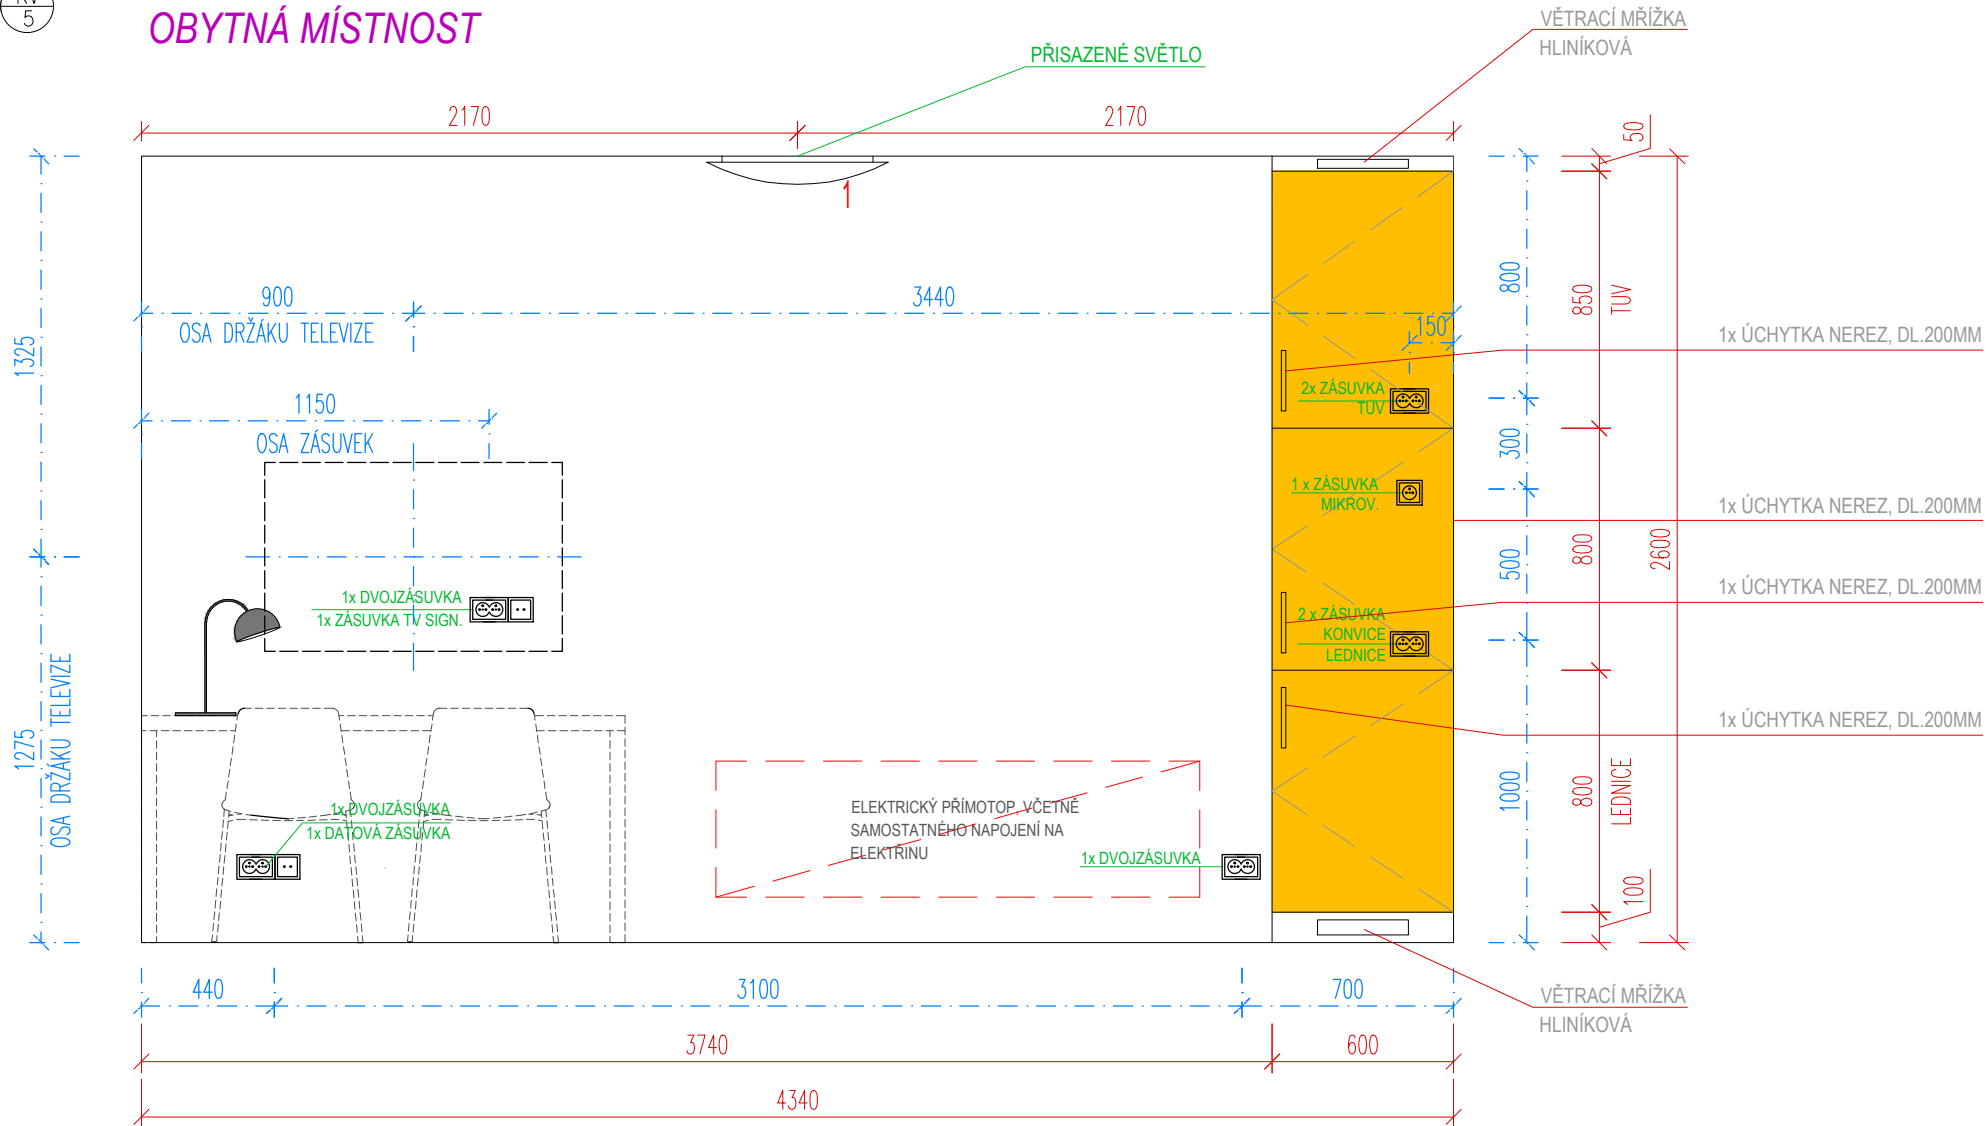 5
OBYTNÁ MÍSTNOST
VĚTRACÍ MŘÍŽKA
HLINÍKOVÁ
PŘISAZENÉ SVĚTLO
2170
2170
50
1
900
3440
OSA DRŽÁKU TELEVIZE
1325
800
850
TUV
150
1x ÚCHYTKA NEREZ, DL.200MM
2x ZÁSUVKA
TUV
1150
OSA ZÁSUVEK
300
1 x ZÁSUVKA
MIKROV.
1x ÚCHYTKA NEREZ, DL.200MM
500
800
2600
1x ÚCHYTKA NEREZ, DL.200MM
1x DVOJZÁSUVKA
1x ZÁSUVKA TV SIGN.
2 x ZÁSUVKA
KONVICE
LEDNICE
1275
OSA DRŽÁKU TELEVIZE
1x ÚCHYTKA NEREZ, DL.200MM
1000
800
LEDNICE
1x DVOJZÁSUVKA
1x DATOVÁ ZÁSUVKA
ELEKTRICKÝ PŘÍMOTOP, VČETNĚ
SAMOSTATNÉHO NAPOJENÍ NA
ELEKTŘINU
1x DVOJZÁSUVKA
100
440
3100
700
VĚTRACÍ MŘÍŽKA
HLINÍKOVÁ
3740
600
4340